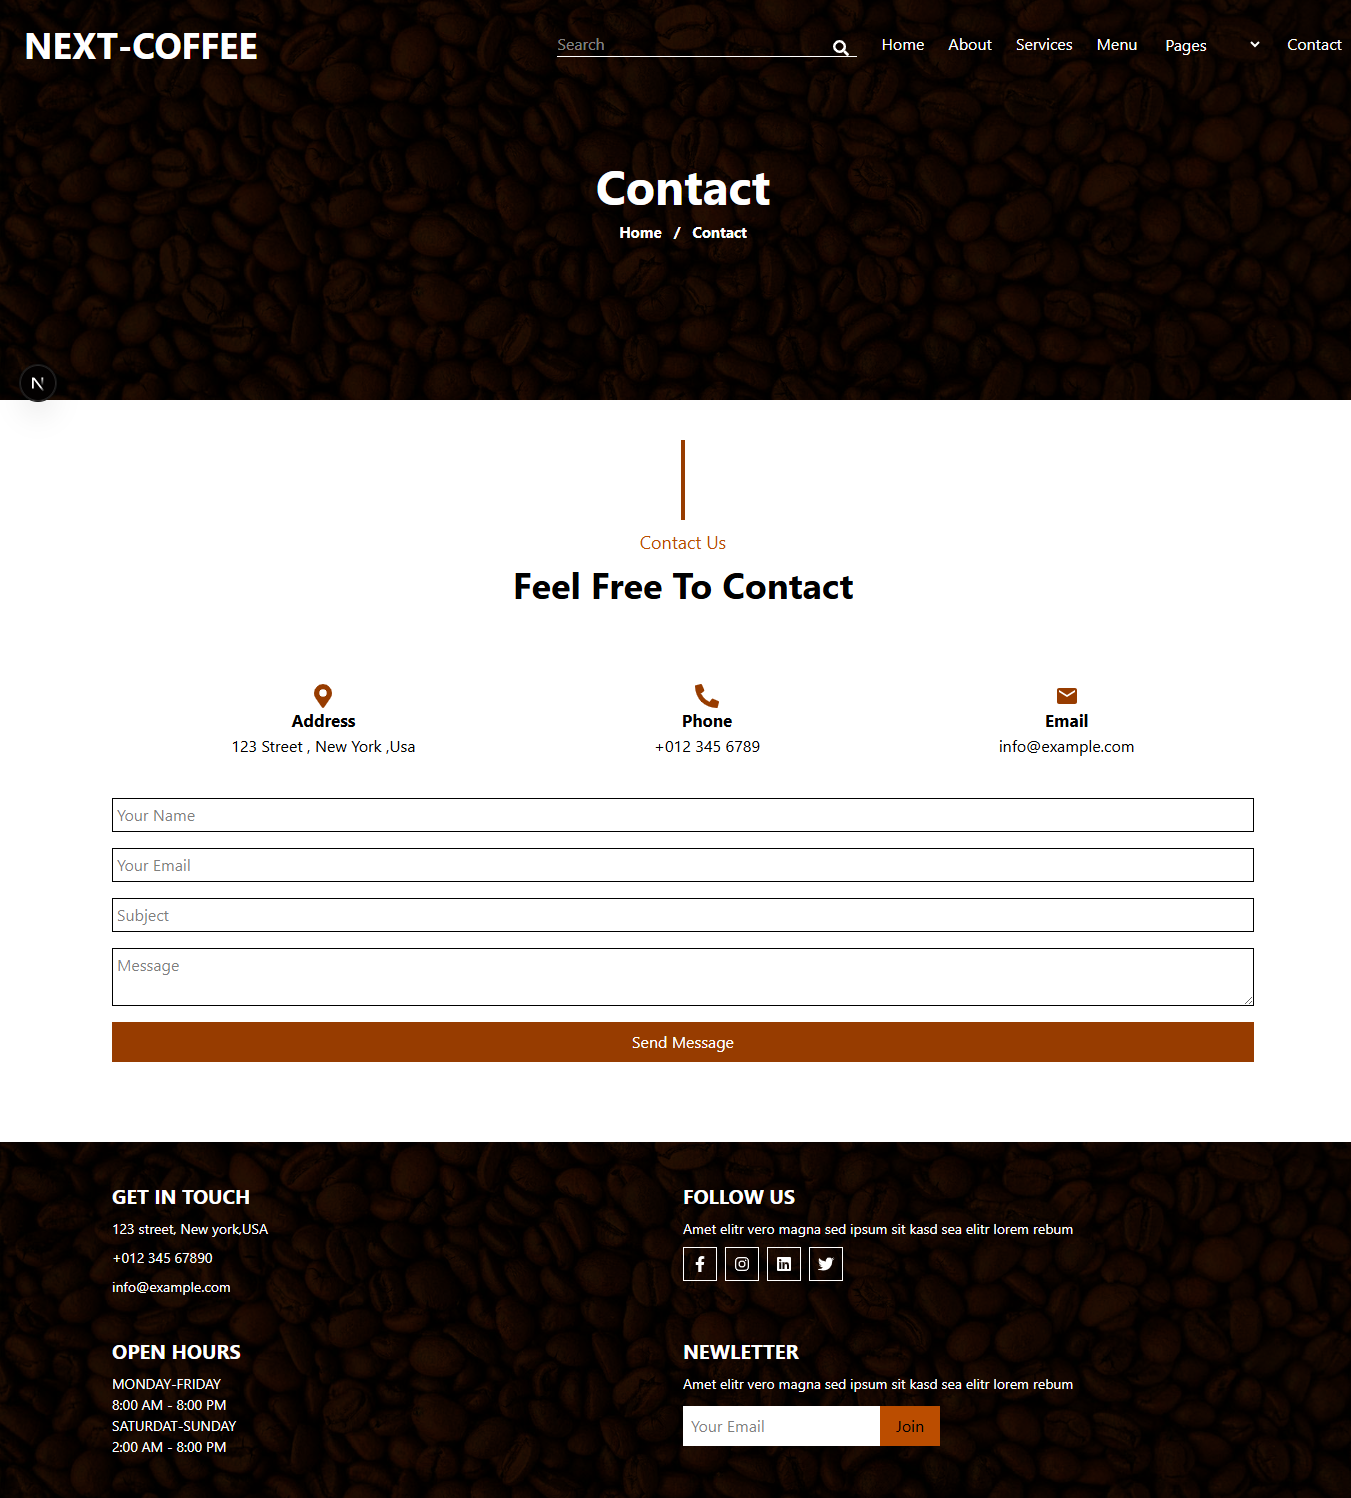 NEXT-COFFEE
Search Home About Services Menu Pages Contact
Contact
Home / Contact
N
Contact Us
Feel Free To Contact
Address
123 Street , New York ,Usa
Phone
+012 345 6789
Email
info@example.com
Your Name
Your Email
Subject
Message
Send Message
GET IN TOUCH
123 street, New york,USA
+012 345 67890
info@example.com
FOLLOW US
Amet elitr vero magna sed ipsum sit kasd sea elitr lorem rebum
OPEN HOURS
MONDAY-FRIDAY
8:00 AM - 8:00 PM
SATURDAT-SUNDAY
2:00 AM - 8:00 PM
NEWLETTER
Amet elitr vero magna sed ipsum sit kasd sea elitr lorem rebum
Your Email Join